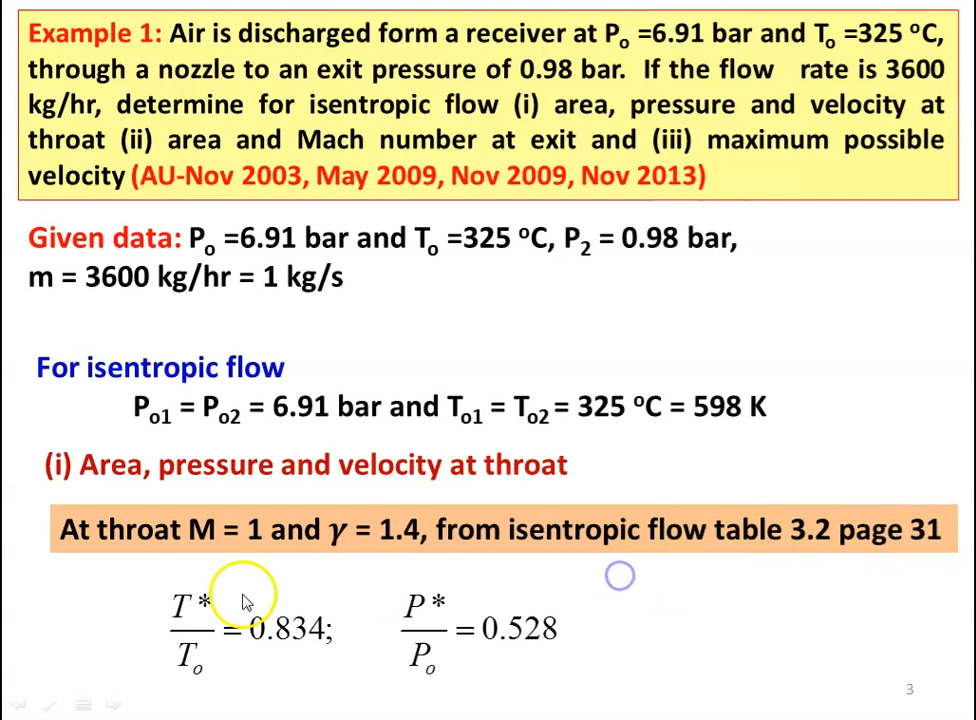 Example 1: Air is discharged form a receiver at Po =6.91 bar and To =325 oC,
through a nozzle to an exit pressure of 0.98 bar. If the flow rate is 3600
kg/hr, determine for isentropic flow (i) area, pressure and velocity at
throat (ii) area and Mach number at exit and (iii) maximum possible
velocity (AU-Nov 2003, May 2009, Nov 2009, Nov 2013)
Given data: Po =6.91 bar and To =325 oC, P2 = 0.98 bar,
m = 3600 kg/hr = 1 kg/s
For isentropic flow
Po1 = Po2 = 6.91 bar and To1 = To2 = 325 oC = 598 K
(i) Area, pressure and velocity at throat
At throat M = 1 and γ = 1.4, from isentropic flow table 3.2 page 31
T*/To = 0.834; P*/Po = 0.528
3